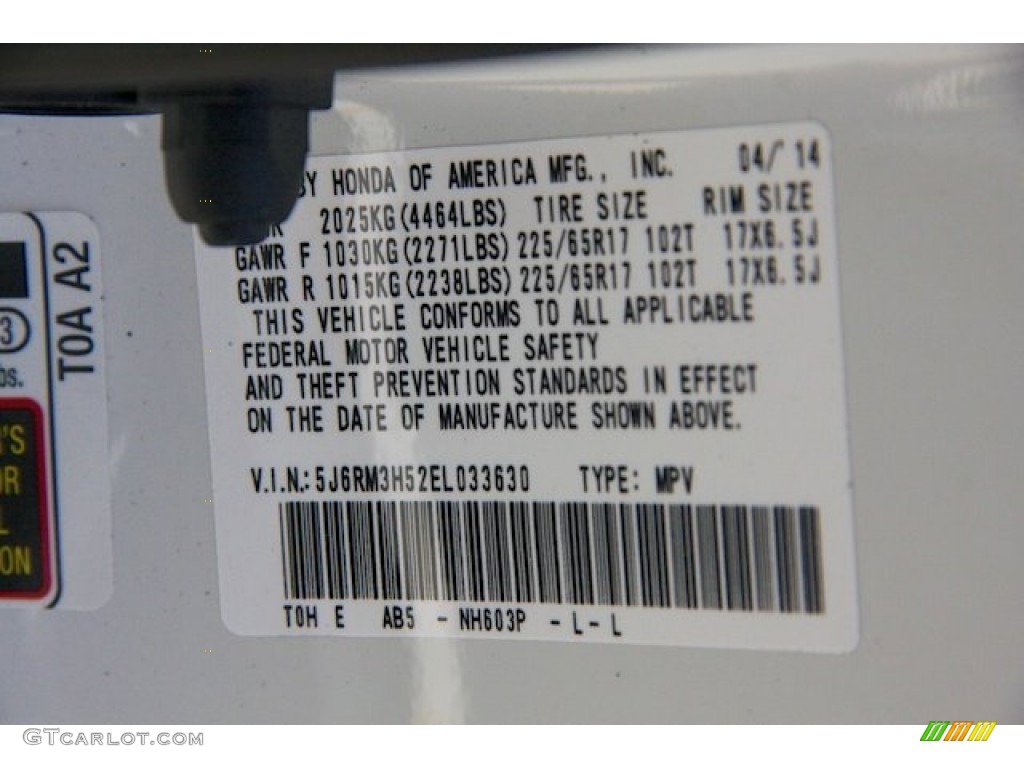 BY HONDA OF AMERICA MFG., INC. 04/ 14
2025KG(4464LBS) TIRE SIZE RIM SIZE
GAWR F 1030KG(2271LBS) 225/65R17 102T 17X6.5J
GAWR R 1015KG(2238LBS) 225/65R17 102T 17X6.5J
THIS VEHICLE CONFORMS TO ALL APPLICABLE
FEDERAL MOTOR VEHICLE SAFETY
AND THEFT PREVENTION STANDARDS IN EFFECT
ON THE DATE OF MANUFACTURE SHOWN ABOVE.
V.I.N.: 5J6RM3H52EL033630 TYPE: MPV
T0H E AB5 - NH603P - L - L
T0A A2
3
GTCARLOT.COM